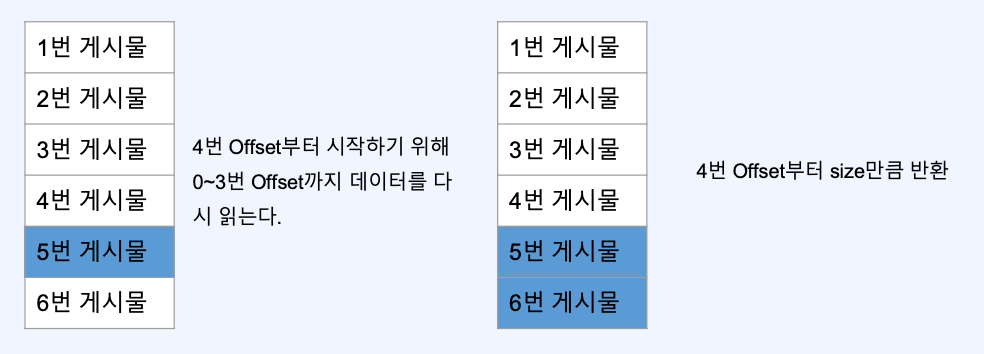 1번 게시물
2번 게시물
3번 게시물
4번 게시물
5번 게시물
6번 게시물
4번 Offset부터 시작하기 위해
0~3번 Offset까지 데이터를 다
시 읽는다.
1번 게시물
2번 게시물
3번 게시물
4번 게시물
5번 게시물
6번 게시물
4번 Offset부터 size만큼 반환